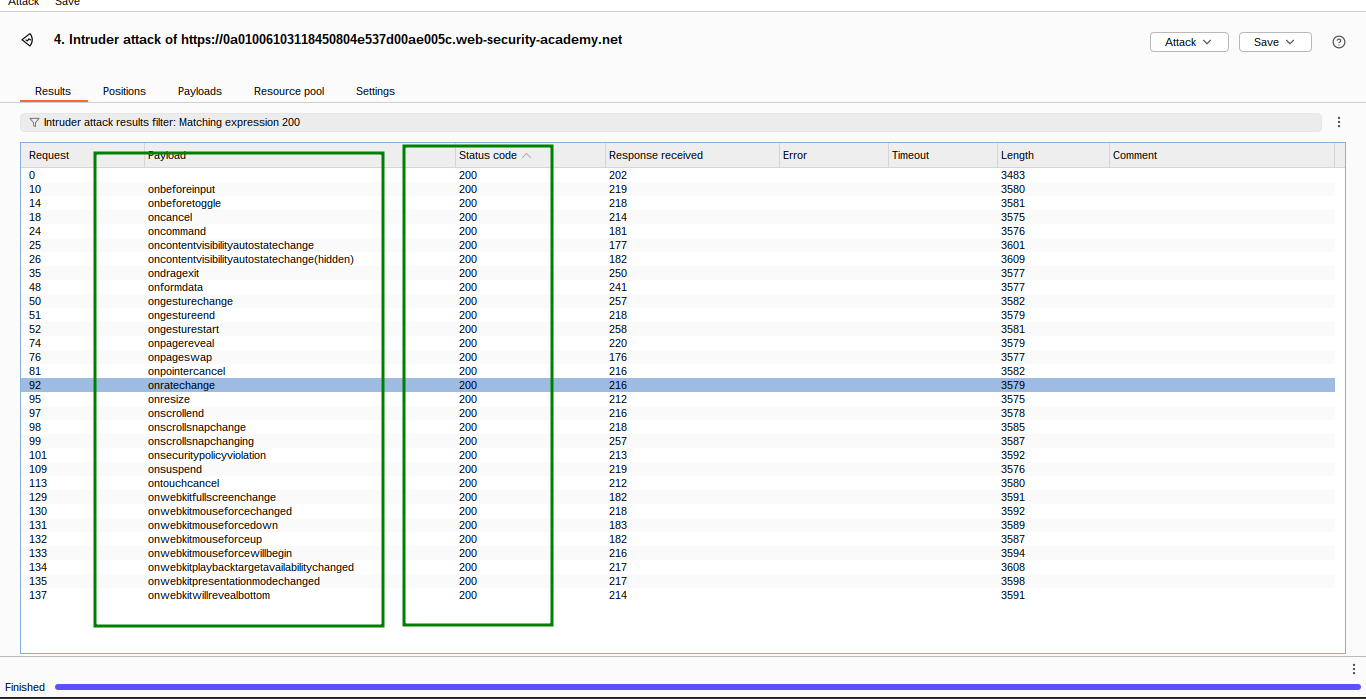 Attack Save
4. Intruder attack of https://0a01006103118450804e537d00ae005c.web-security-academy.net
Attack Save
Results Positions Payloads Resource pool Settings
Intruder attack results filter: Matching expression 200
Request Payload Status code Response received Error Timeout Length Comment
0 200 202 3483
10 onbeforeinput 200 219 3580
14 onbeforetoggle 200 218 3581
18 oncancel 200 214 3575
24 oncommand 200 181 3576
25 oncontentvisibilityautostatechange 200 177 3601
26 oncontentvisibilityautostatechange(hidden) 200 182 3609
35 ondragexit 200 250 3577
48 onformdata 200 241 3577
50 ongesturechange 200 257 3582
51 ongestureend 200 218 3579
52 ongesturestart 200 258 3581
74 onpagereveal 200 220 3579
76 onpageswap 200 176 3577
81 onpointercancel 200 216 3582
92 onratechange 200 216 3579
95 onresize 200 212 3575
97 onscrollend 200 216 3578
98 onscrollsnapchange 200 218 3585
99 onscrollsnapchanging 200 257 3587
101 onsecuritypolicyviolation 200 213 3592
109 onsuspend 200 219 3576
113 ontouchcancel 200 212 3580
129 onwebkitfullscreenchange 200 182 3591
130 onwebkitmouseforcechanged 200 218 3592
131 onwebkitmouseforcedown 200 183 3589
132 onwebkitmouseforceup 200 182 3587
133 onwebkitmouseforcewillbegin 200 216 3594
134 onwebkitplaybacktargetavailabilitychanged 200 217 3608
135 onwebkitpresentationmodechanged 200 217 3598
137 onwebkitwillrevealbottom 200 214 3591
Finished